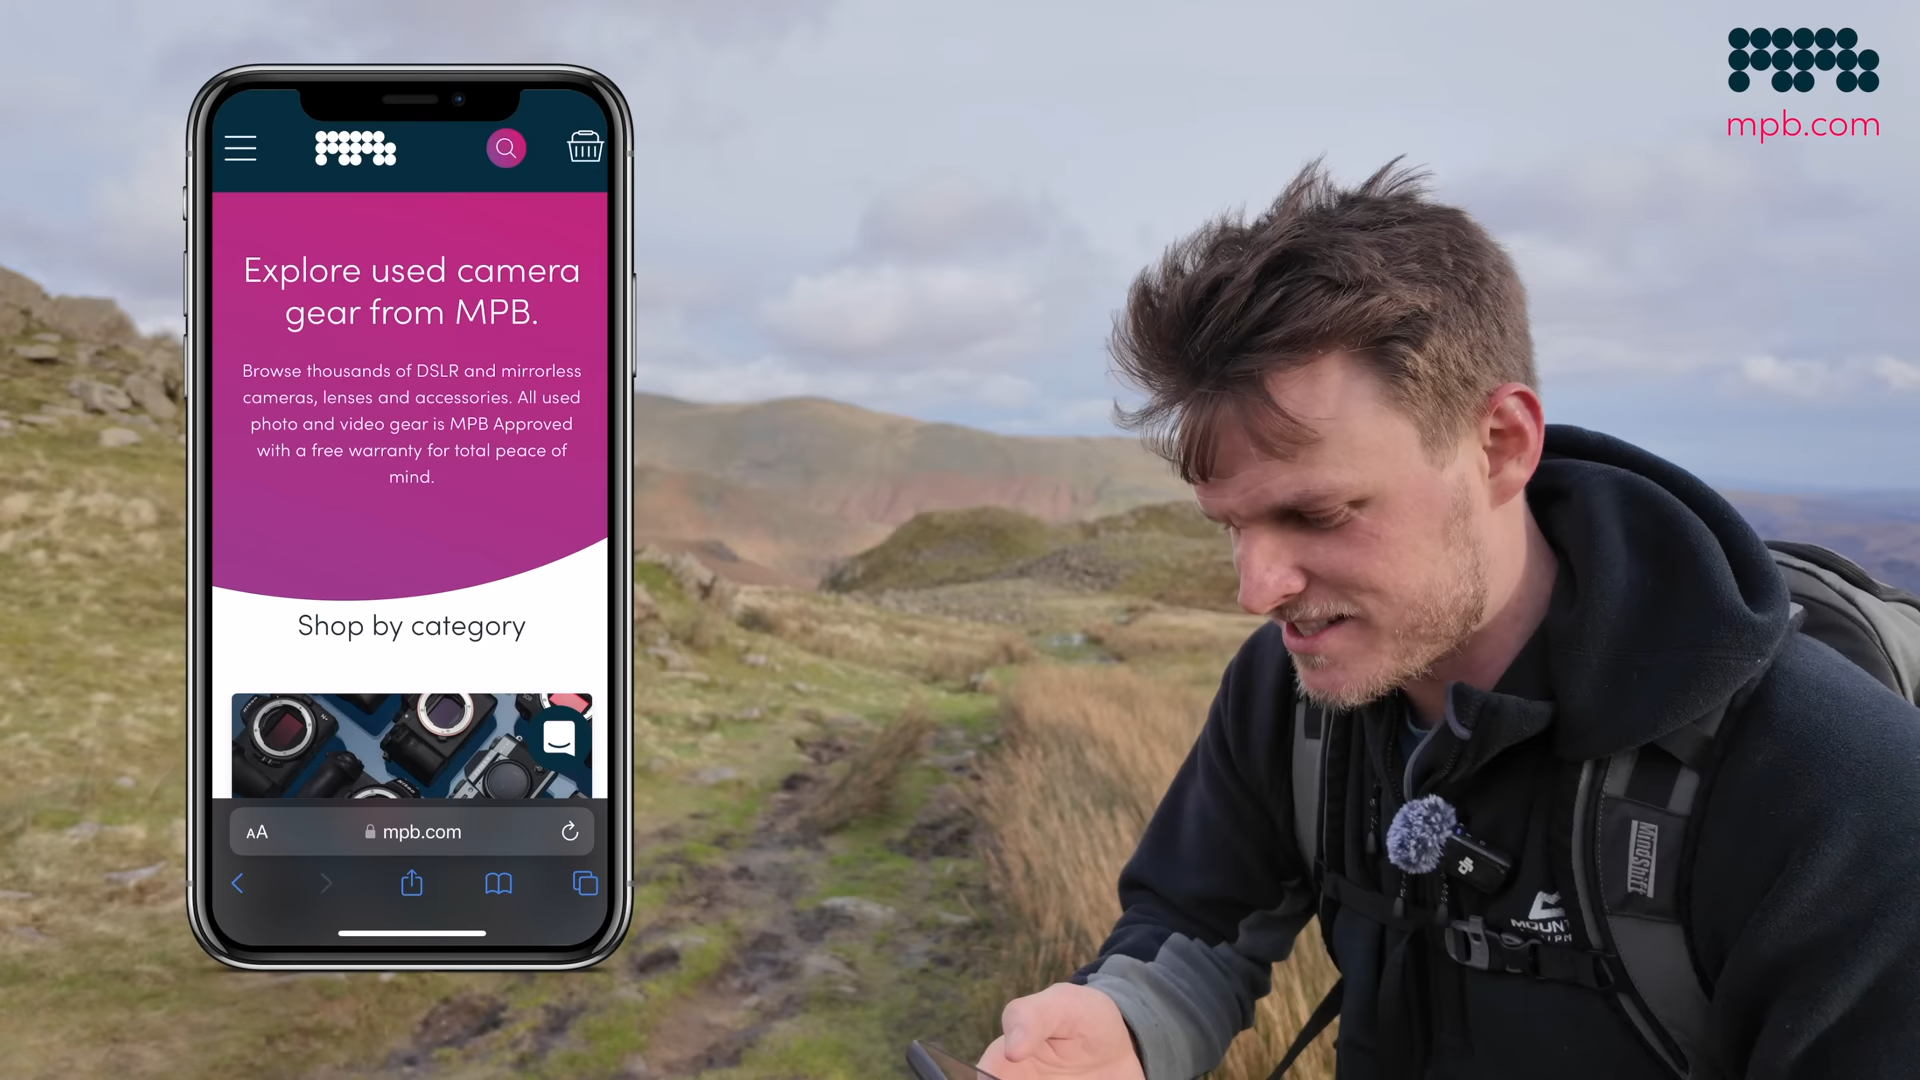 Explore used camera
gear from MPB.
Browse thousands of DSLR and mirrorless
cameras, lenses and accessories. All used
photo and video gear is MPB Approved
with a free warranty for total peace of
mind.
Shop by category
AA
mpb.com
mpb.com
MindShift
dji
MOUNT